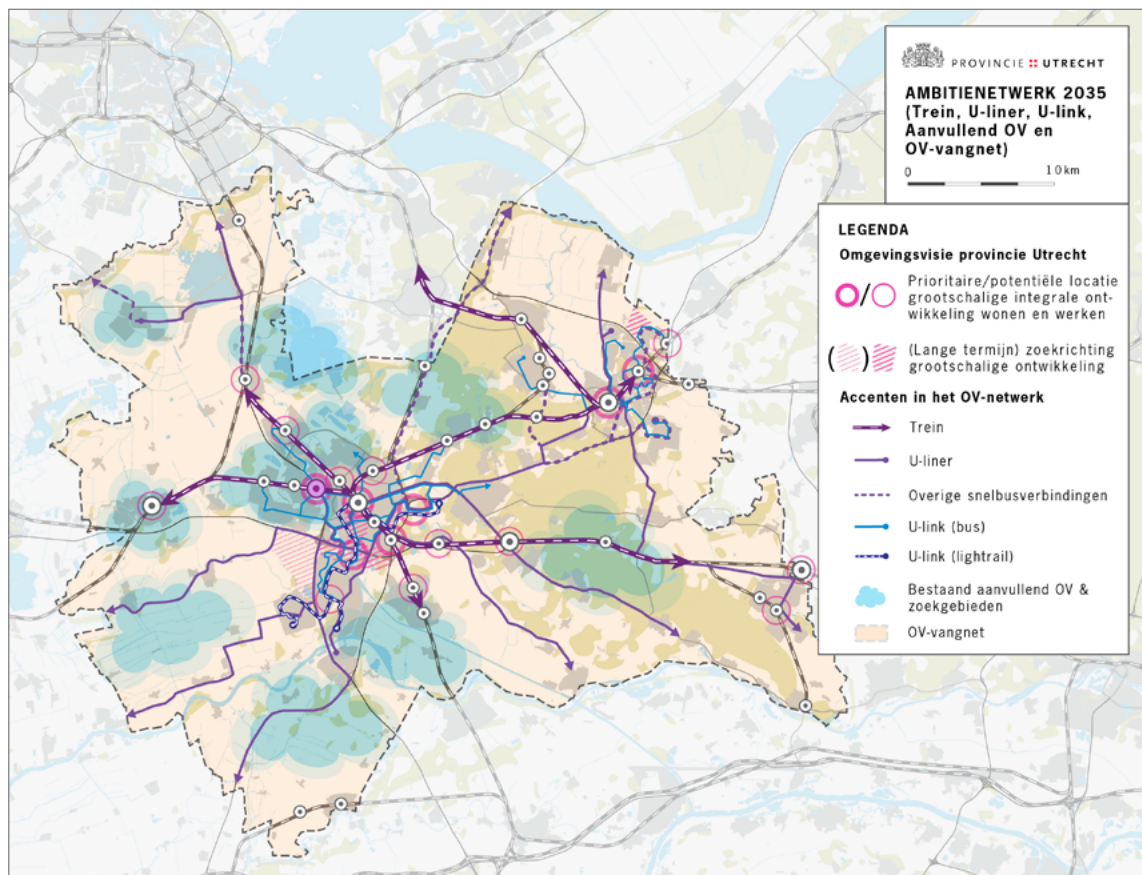 PROVINCIE UTRECHT
AMBITIENETWERK 2035
(Trein, U-liner, U-link,
Aanvullend OV en
OV-vangnet)
0 10km
LEGENDA
Omgevingsvisie provincie Utrecht
Prioritaire/potentiële locatie
grootschalige integrale ont-
wikkeling wonen en werken
(Lange termijn) zoekrichting
grootschalige ontwikkeling
Accenten in het OV-netwerk
Trein
U-liner
Overige snelbusverbindingen
U-link (bus)
U-link (lightrail)
Bestaand aanvullend OV &
zoekgebieden
OV-vangnet